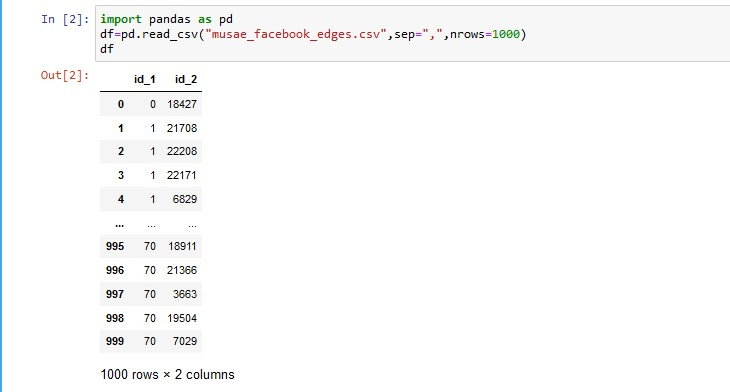 In [2]: import pandas as pd
df=pd.read_csv("musae_facebook_edges.csv",sep=",",nrows=1000)
df
Out[2]:
id_1 id_2
0 0 18427
1 1 21708
2 1 22208
3 1 22171
4 1 6829
... ... ...
995 70 18911
996 70 21366
997 70 3663
998 70 19504
999 70 7029
1000 rows × 2 columns